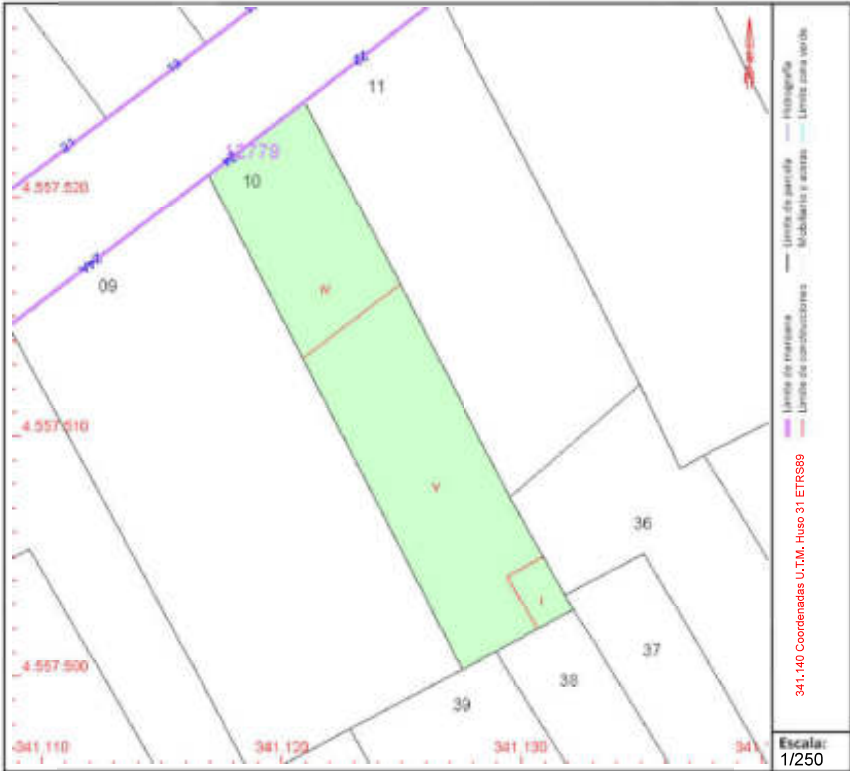 11
12779
10
4.557.520
09
IV
4.557.510
V
36
I
37
4.557.500
38
39
341.110
341.120
341.130
Límite de manzana
Límite de parcela
Hidrografía
Límite de construcciones
Mobiliario y aceras
Límite zona verde
341.140 Coordenadas U.T.M. Huso 31 ETRS89
Escala:
1/250